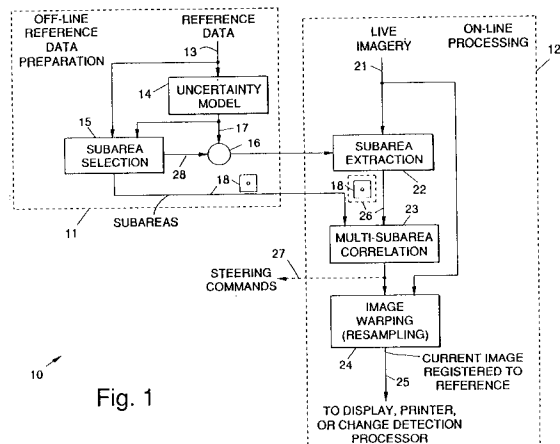 OFF-LINE
REFERENCE
DATA
PREPARATION
REFERENCE
DATA
13
14
UNCERTAINTY
MODEL
15
17
16
SUBAREA
SELECTION
28
18
SUBAREAS
11
LIVE
IMAGERY
ON-LINE
PROCESSING
12
21
SUBAREA
EXTRACTION
22
18
26
23
MULTI-SUBAREA
CORRELATION
27
STEERING
COMMANDS
IMAGE
WARPING
(RESAMPLING)
24
CURRENT IMAGE
REGISTERED TO
REFERENCE
25
TO DISPLAY, PRINTER,
OR CHANGE DETECTION
PROCESSOR
10
Fig. 1